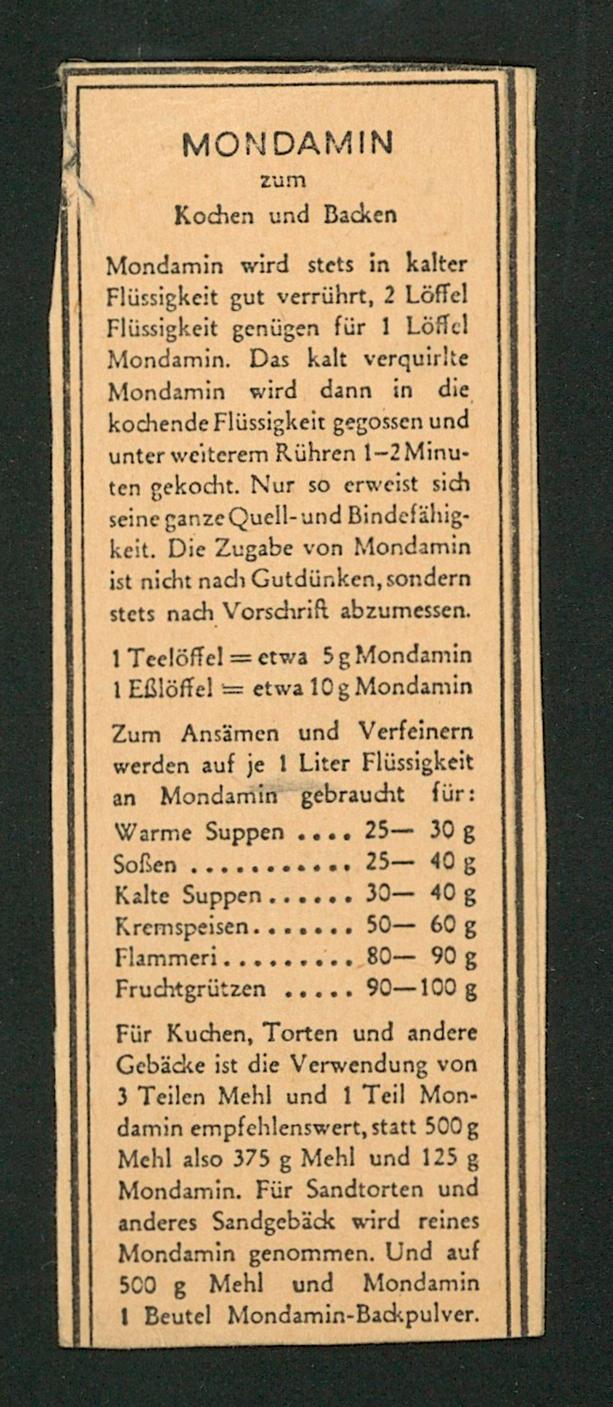 MONDAMIN
zum
Kochen und Backen
Mondamin wird stets in kalter
Flüssigkeit gut verrührt, 2 Löffel
Flüssigkeit genügen für 1 Löffel
Mondamin. Das kalt verquirlte
Mondamin wird dann in die
kochende Flüssigkeit gegossen und
unter weiterem Rühren 1–2 Minu-
ten gekocht. Nur so erweist sich
seine ganze Quell- und Bindefähig-
keit. Die Zugabe von Mondamin
ist nicht nach Gutdünken, sondern
stets nach Vorschrift abzumessen.
1 Teelöffel = etwa 5 g Mondamin
1 Eßlöffel = etwa 10 g Mondamin
Zum Ansämen und Verfeinern
werden auf je 1 Liter Flüssigkeit
an Mondamin gebraucht für:
Warme Suppen .... 25— 30 g
Soßen ........... 25— 40 g
Kalte Suppen ...... 30— 40 g
Kremspeisen ....... 50— 60 g
Flammeri ......... 80— 90 g
Fruchtgrützen ..... 90—100 g
Für Kuchen, Torten und andere
Gebäcke ist die Verwendung von
3 Teilen Mehl und 1 Teil Mon-
damin empfehlenswert, statt 500 g
Mehl also 375 g Mehl und 125 g
Mondamin. Für Sandtorten und
anderes Sandgebäck wird reines
Mondamin genommen. Und auf
500 g Mehl und Mondamin
1 Beutel Mondamin-Backpulver.